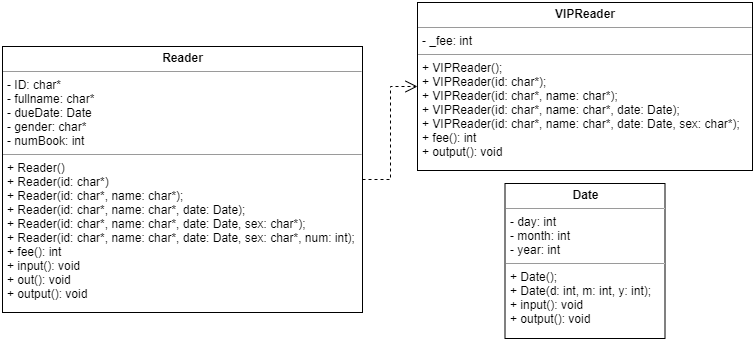 Reader
- ID: char*
- fullname: char*
- dueDate: Date
- gender: char*
- numBook: int
+ Reader()
+ Reader(id: char*)
+ Reader(id: char*, name: char*);
+ Reader(id: char*, name: char*, date: Date);
+ Reader(id: char*, name: char*, date: Date, sex: char*);
+ Reader(id: char*, name: char*, date: Date, sex: char*, num: int);
+ fee(): int
+ input(): void
+ out(): void
+ output(): void
VIPReader
- _fee: int
+ VIPReader();
+ VIPReader(id: char*);
+ VIPReader(id: char*, name: char*);
+ VIPReader(id: char*, name: char*, date: Date);
+ VIPReader(id: char*, name: char*, date: Date, sex: char*);
+ fee(): int
+ output(): void
Date
- day: int
- month: int
- year: int
+ Date();
+ Date(d: int, m: int, y: int);
+ input(): void
+ output(): void